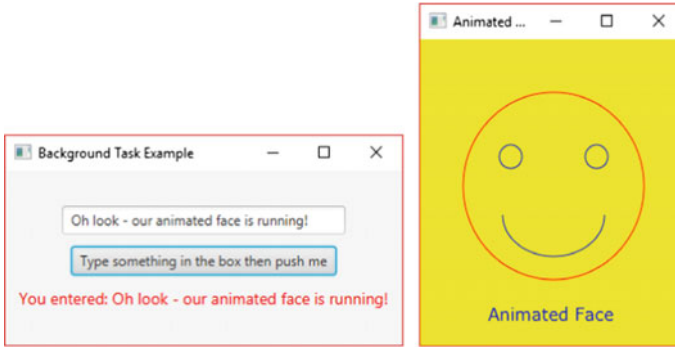 Background Task Example
Oh look - our animated face is running!
Type something in the box then push me
You entered: Oh look - our animated face is running!
Animated ...
Animated Face